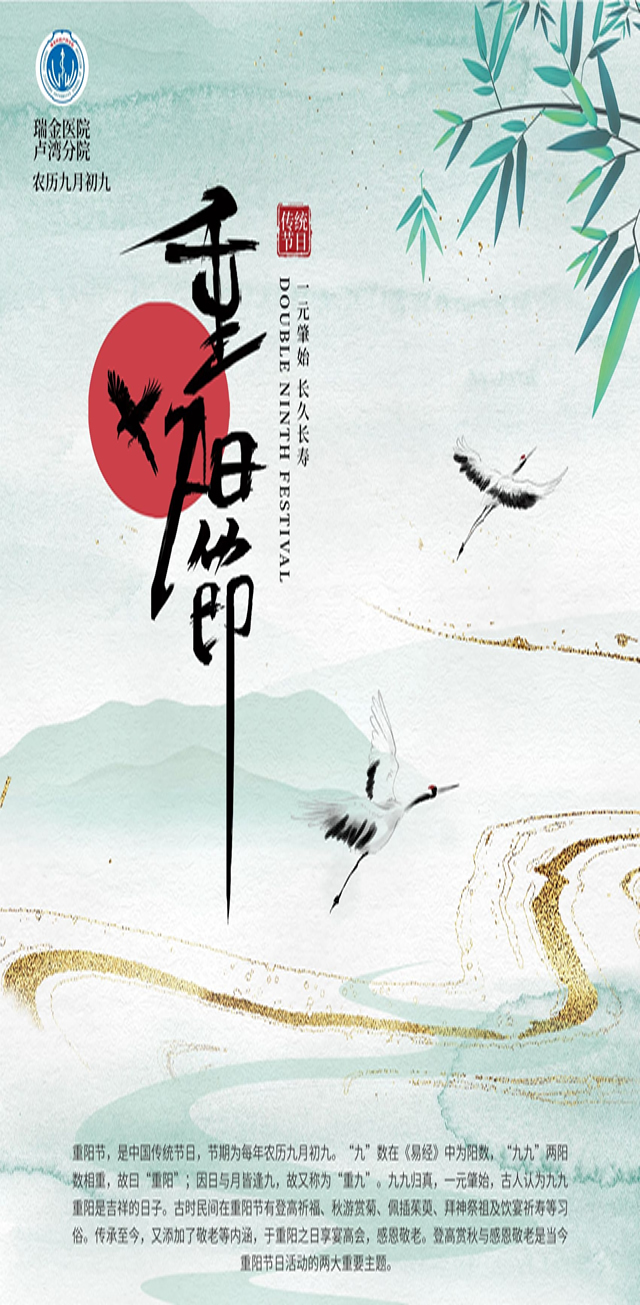 瑞金医院
卢湾分院
农历九月初九
重阳節
传统
节日
一元肇始 长久长寿
DOUBLE NINTH FESTIVAL
重阳节，是中国传统节日，节期为每年农历九月初九。“九”数在《易经》中为阳数，“九九”两阳
数相重，故曰“重阳”；因日与月皆逢九，故又称为“重九”。九九归真，一元肇始，古人认为九九
重阳是吉祥的日子。古时民间在重阳节有登高祈福、秋游赏菊、佩插茱萸、拜神祭祖及饮宴祈寿等习
俗。传承至今，又添加了敬老等内涵，于重阳之日享宴高会，感恩敬老。登高赏秋与感恩敬老是当今
重阳节日活动的两大重要主题。